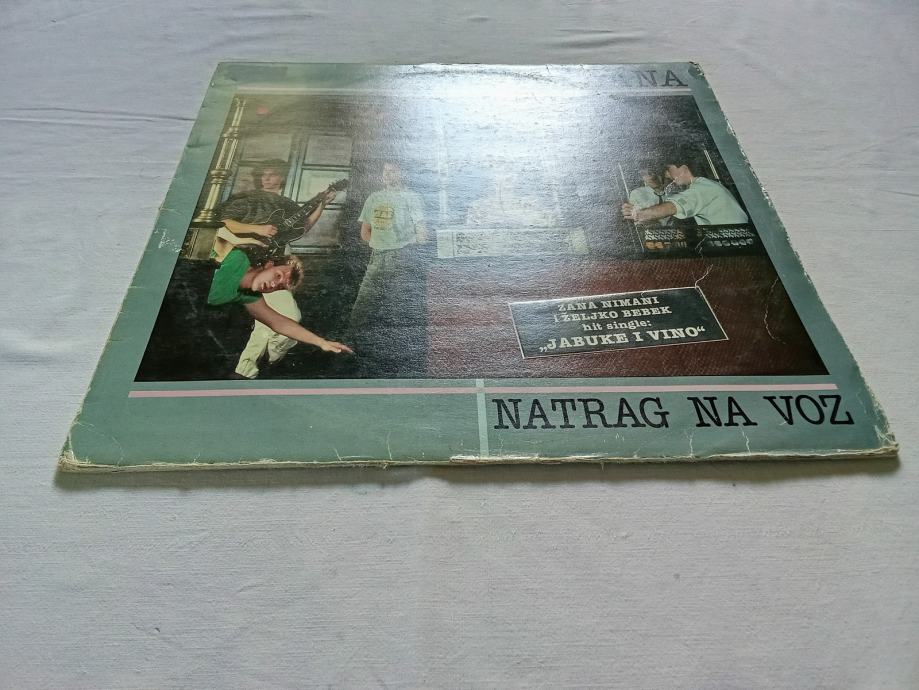 NA
ZANA NIMANI
I ŽELJKO BEBEK
hit single:
„JABUKE I VINO“
NATRAG NA VOZ